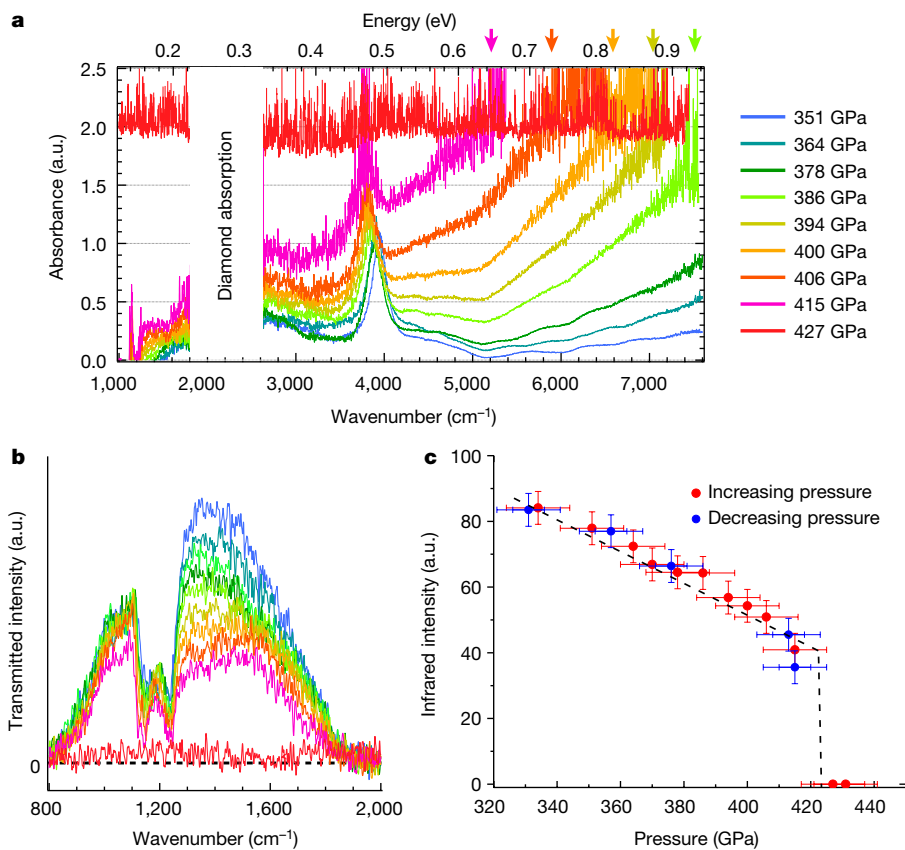 a
Energy (eV)
0.2 0.3 0.4 0.5 0.6 0.7 0.8 0.9
2.5
2.0
1.5
1.0
0.5
0.0
Absorbance (a.u.)
Diamond absorption
1,000 2,000 3,000 4,000 5,000 6,000 7,000
Wavenumber (cm⁻¹)
351 GPa
364 GPa
378 GPa
386 GPa
394 GPa
400 GPa
406 GPa
415 GPa
427 GPa
b
Transmitted intensity (a.u.)
0
800 1,200 1,600 2,000
Wavenumber (cm⁻¹)
c
100
80
60
40
20
0
Infrared intensity (a.u.)
Increasing pressure
Decreasing pressure
320 340 360 380 400 420 440
Pressure (GPa)